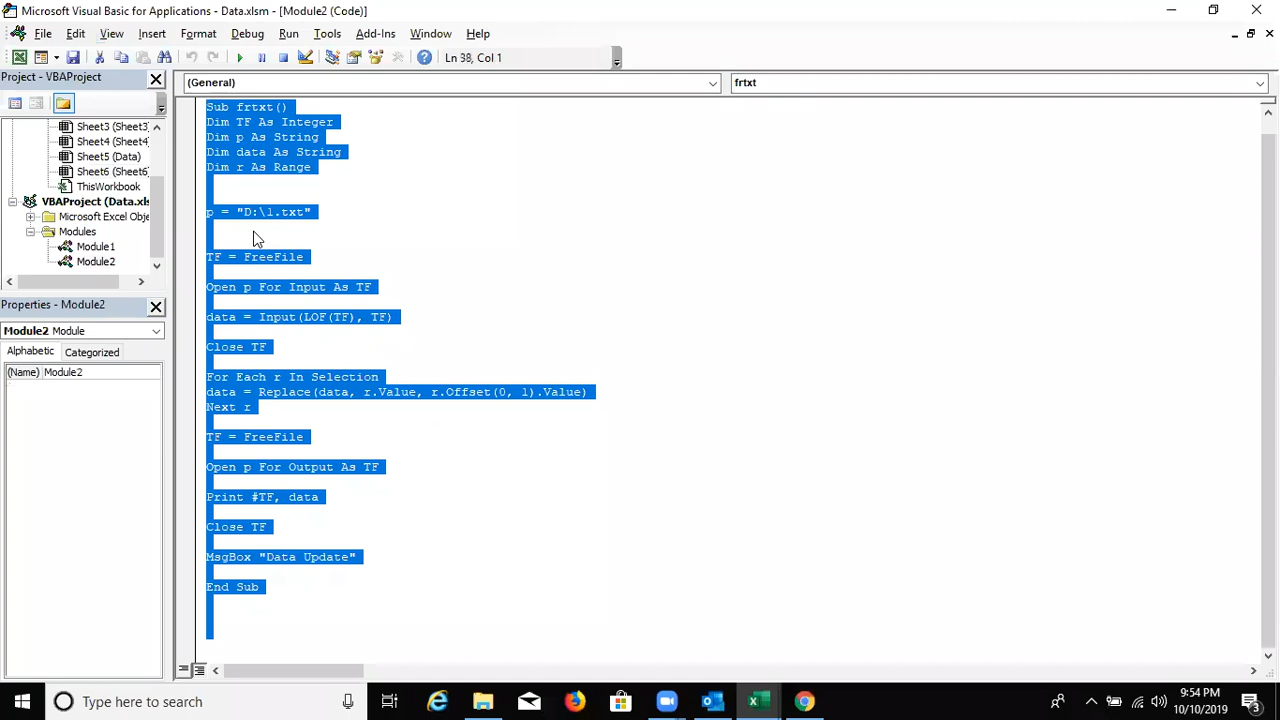 Microsoft Visual Basic for Applications - Data.xlsm - [Module2 (Code)]
File Edit View Insert Format Debug Run Tools Add-Ins Window Help
Ln 38, Col 1
Project - VBAProject
(General)
frtxt
Sheet3 (Sheet3)
Sheet4 (Sheet4)
Sheet5 (Data)
Sheet6 (Sheet6)
ThisWorkbook
VBAProject (Data.xls
Microsoft Excel Obje
Modules
Module1
Module2
Properties - Module2
Module2 Module
Alphabetic Categorized
(Name) Module2
Sub frtxt()
Dim TF As Integer
Dim p As String
Dim data As String
Dim r As Range
p = "D:\1.txt"
TF = FreeFile
Open p For Input As TF
data = Input(LOF(TF), TF)
Close TF
For Each r In Selection
data = Replace(data, r.Value, r.Offset(0, 1).Value)
Next r
TF = FreeFile
Open p For Output As TF
Print #TF, data
Close TF
MsgBox "Data Update"
End Sub
Type here to search
9:54 PM
10/10/2019
3